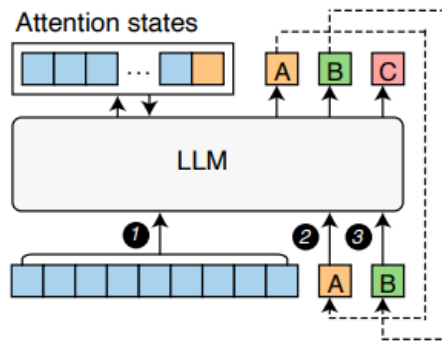 Attention states
...
A B C
LLM
1 2 3
A B